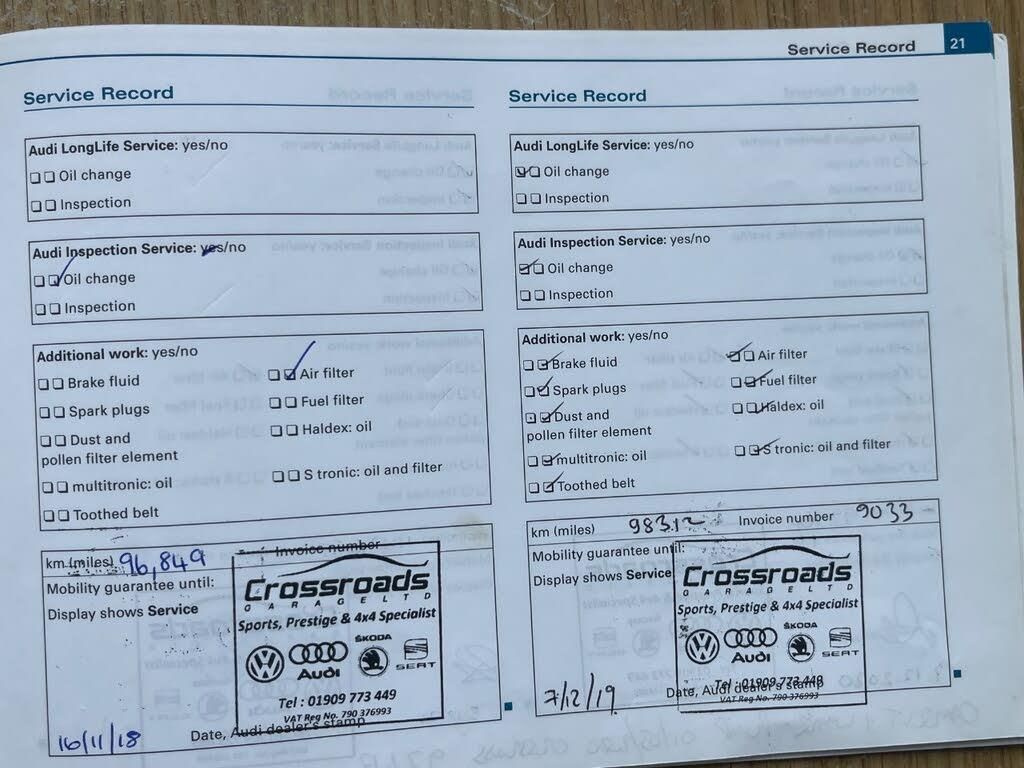 Service Record 21
Service Record
Audi LongLife Service: yes/no
Oil change
Inspection
Audi Inspection Service: yes/no
Oil change
Inspection
Additional work: yes/no
Brake fluid
Air filter
Spark plugs
Fuel filter
Dust and
pollen filter element
Haldex: oil
multitronic: oil
S tronic: oil and filter
Toothed belt
km (miles) 96,849 Invoice number
Mobility guarantee until:
Display shows Service
Crossroads
GARAGE LTD
Sports, Prestige & 4x4 Specialist
ŠKODA
Audi
SEAT
Tel : 01909 773 449
VAT Reg No. 790 376993
16/11/18
Date, Audi dealer's stamp
Service Record
Audi LongLife Service: yes/no
Oil change
Inspection
Audi Inspection Service: yes/no
Oil change
Inspection
Additional work: yes/no
Brake fluid
Air filter
Spark plugs
Fuel filter
Dust and
pollen filter element
Haldex: oil
multitronic: oil
S tronic: oil and filter
Toothed belt
km (miles) 98312 Invoice number 9033
Mobility guarantee until:
Display shows Service
Crossroads
GARAGE LTD
Sports, Prestige & 4x4 Specialist
ŠKODA
Audi
SEAT
Tel : 01909 773 449
VAT Reg No. 790 376993
7/12/19
Date, Audi dealer's stamp